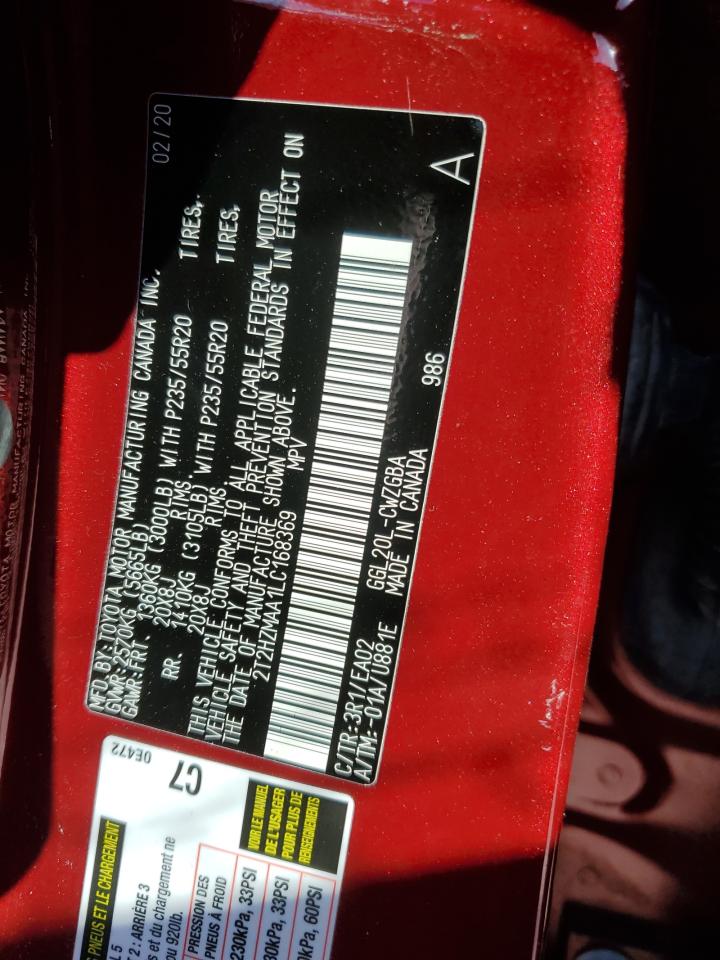 MFD.BY:TOYOTA MOTOR MANUFACTURING CANADA INC. 02/20
GVWR:2570KG (5665LB)
GAWR:FRT. 1360KG (3000LB) WITH P235/55R20 TIRES,
20X8J RIMS
RR. 1410KG (3105LB) WITH P235/55R20 TIRES,
20X8J RIMS
THIS VEHICLE CONFORMS TO ALL APPLICABLE FEDERAL MOTOR
VEHICLE SAFETY AND THEFT PREVENTION STANDARDS IN EFFECT ON
THE DATE OF MANUFACTURE SHOWN ABOVE.
2T2HZMAA1LC168369 MPV
C/TR:3R1/EA02 GGL20L-CWZGBA 986 A
A/TM:-01A/U881E MADE IN CANADA
0E472
C7
PNEUS ET LE CHARGEMENT
5
2 : ARRIÈRE 3
s et du chargement ne
ou 920lb.
PRESSION DES
PNEUS À FROID
230kPa, 33PSI
30kPa, 33PSI
kPa, 60PSI
VOIR LE MANUEL
DE L'USAGER
POUR PLUS DE
RENSEIGNEMENTS